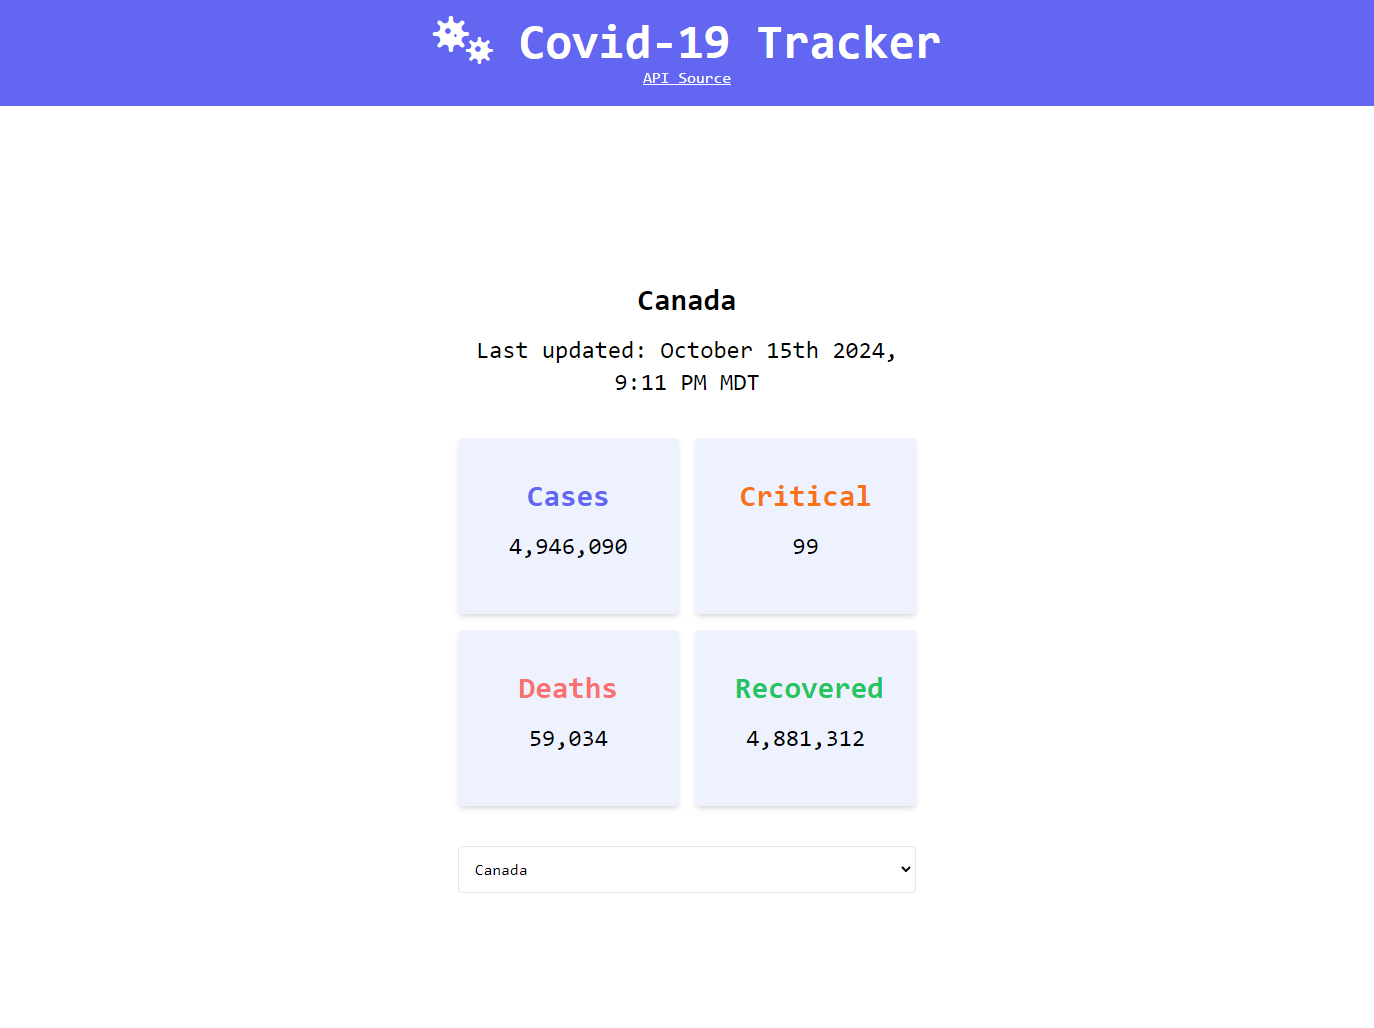 Covid-19 Tracker
API Source
Canada
Last updated: October 15th 2024,
9:11 PM MDT
Cases
4,946,090
Critical
99
Deaths
59,034
Recovered
4,881,312
Canada